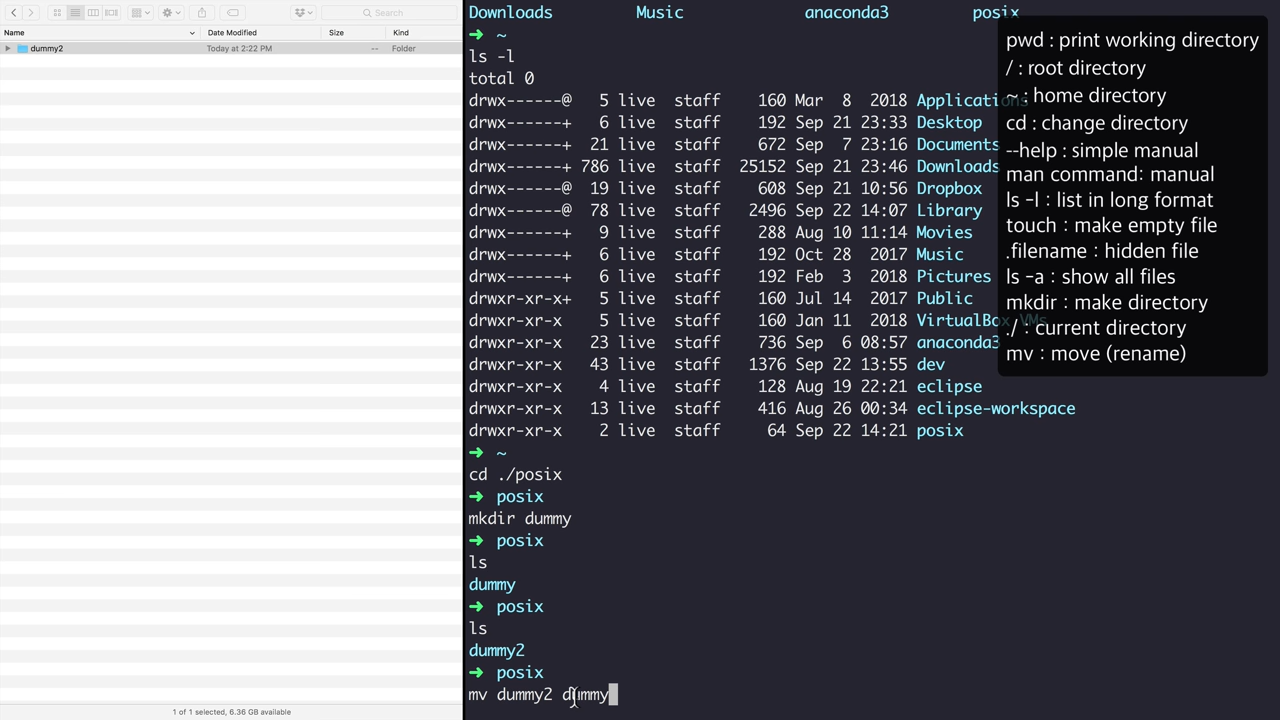 Search
Name Date Modified Size Kind
dummy2 Today at 2:22 PM -- Folder
1 of 1 selected, 6.36 GB available
Downloads Music anaconda3 posix
➜ ~
ls -l
total 0
drwx------@ 5 live staff 160 Mar 8 2018 Applications
drwx------+ 6 live staff 192 Sep 21 23:33 Desktop
drwx------+ 21 live staff 672 Sep 7 23:16 Documents
drwx------+ 786 live staff 25152 Sep 21 23:46 Downloads
drwx------@ 19 live staff 608 Sep 21 10:56 Dropbox
drwx------@ 78 live staff 2496 Sep 22 14:07 Library
drwx------+ 9 live staff 288 Aug 10 11:14 Movies
drwx------+ 6 live staff 192 Oct 28 2017 Music
drwx------+ 6 live staff 192 Feb 3 2018 Pictures
drwxr-xr-x+ 5 live staff 160 Jul 14 2017 Public
drwxr-xr-x 5 live staff 160 Jan 11 2018 VirtualBox VMs
drwxr-xr-x 23 live staff 736 Sep 6 08:57 anaconda3
drwxr-xr-x 43 live staff 1376 Sep 22 13:55 dev
drwxr-xr-x 4 live staff 128 Aug 19 22:21 eclipse
drwxr-xr-x 13 live staff 416 Aug 26 00:34 eclipse-workspace
drwxr-xr-x 2 live staff 64 Sep 22 14:21 posix
➜ ~
cd ./posix
➜ posix
mkdir dummy
➜ posix
ls
dummy
➜ posix
ls
dummy2
➜ posix
mv dummy2 dummy
pwd : print working directory
/ : root directory
~ : home directory
cd : change directory
--help : simple manual
man command: manual
ls -l : list in long format
touch : make empty file
.filename : hidden file
ls -a : show all files
mkdir : make directory
./ : current directory
mv : move (rename)